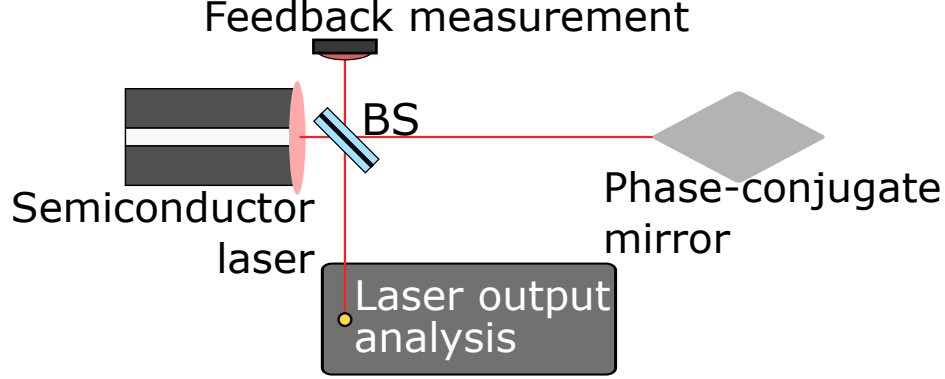 Feedback measurement
BS
Semiconductor
laser
Phase-conjugate
mirror
Laser output
analysis